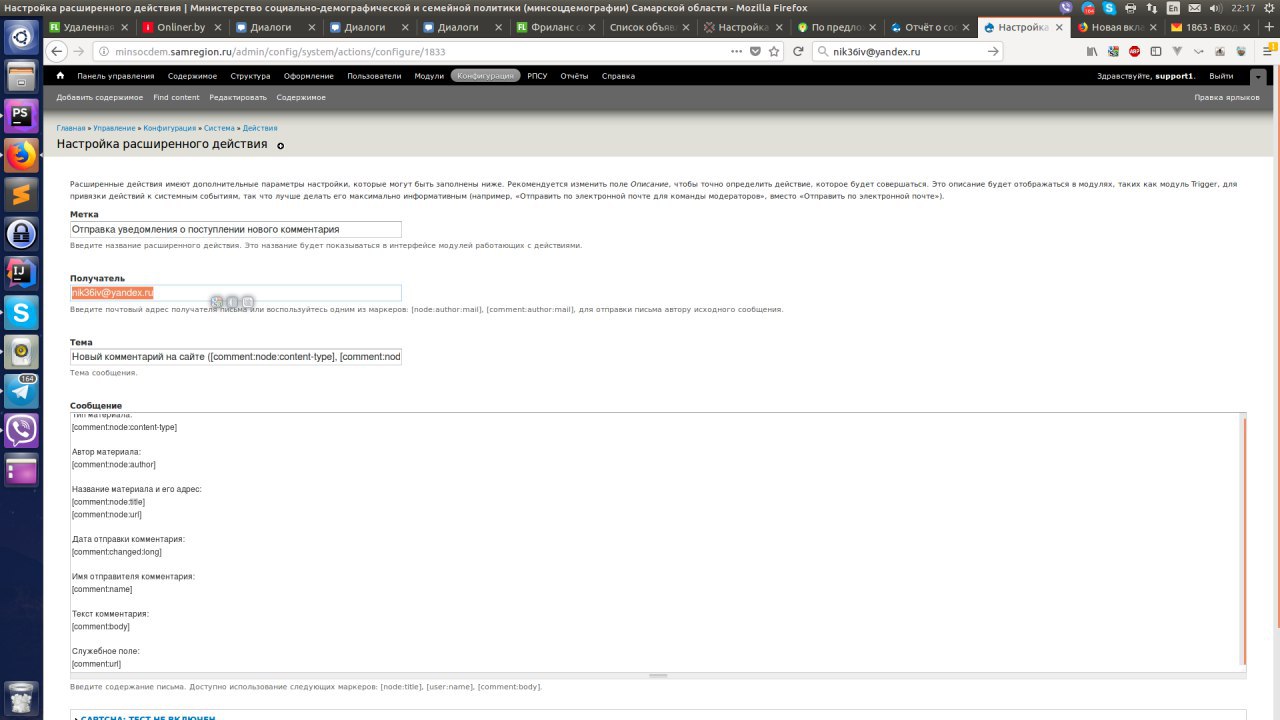 Настройка расширенного действия | Министерство социально-демографической и семейной политики (минсоцдемографии) Самарской области - Mozilla Firefox
En
22:17
Удаленная
Onliner.by
Диалоги
Диалоги
Диалоги
Фриланс са
Список объяв
Настройка
По предло
Отчёт о сос
Настройка
Новая вкла
1863 · Вход
minsocdem.samregion.ru/admin/config/system/actions/configure/1833
nik36iv@yandex.ru
Панель управления Содержимое Структура Оформление Пользователи Модули Конфигурация РПСУ Отчёты Справка Здравствуйте, support1. Выйти
Добавить содержимое Find content Редактировать Содержимое Правка ярлыков
Главная » Управление » Конфигурация » Система » Действия
Настройка расширенного действия
Расширенные действия имеют дополнительные параметры настройки, которые могут быть заполнены ниже. Рекомендуется изменить поле Описание, чтобы точно определить действие, которое будет совершаться. Это описание будет отображаться в модулях, таких как модуль Trigger, для
привязки действий к системным событиям, так что лучше делать его максимально информативным (например, «Отправить по электронной почте для команды модераторов», вместо «Отправить по электронной почте»).
Метка
Отправка уведомления о поступлении нового комментария
Введите название расширенного действия. Это название будет показываться в интерфейсе модулей работающих с действиями.
Получатель
nik36iv@yandex.ru
Введите почтовый адрес получателя письма или воспользуйтесь одним из маркеров: [node:author:mail], [comment:author:mail], для отправки письма автору исходного сообщения.
Тема
Новый комментарий на сайте ([comment:node:content-type], [comment:nod
Тема сообщения.
Сообщение
Тип материала:
[comment:node:content-type]
Автор материала:
[comment:node:author]
Название материала и его адрес:
[comment:node:title]
[comment:node:url]
Дата отправки комментария:
[comment:changed:long]
Имя отправителя комментария:
[comment:name]
Текст комментария:
[comment:body]
Служебное поле:
[comment:url]
Введите содержание письма. Доступно использование следующих маркеров: [node:title], [user:name], [comment:body].
CAPTCHA: ТЕСТ НЕ ВКЛЮЧЕН
PS
IJ
164